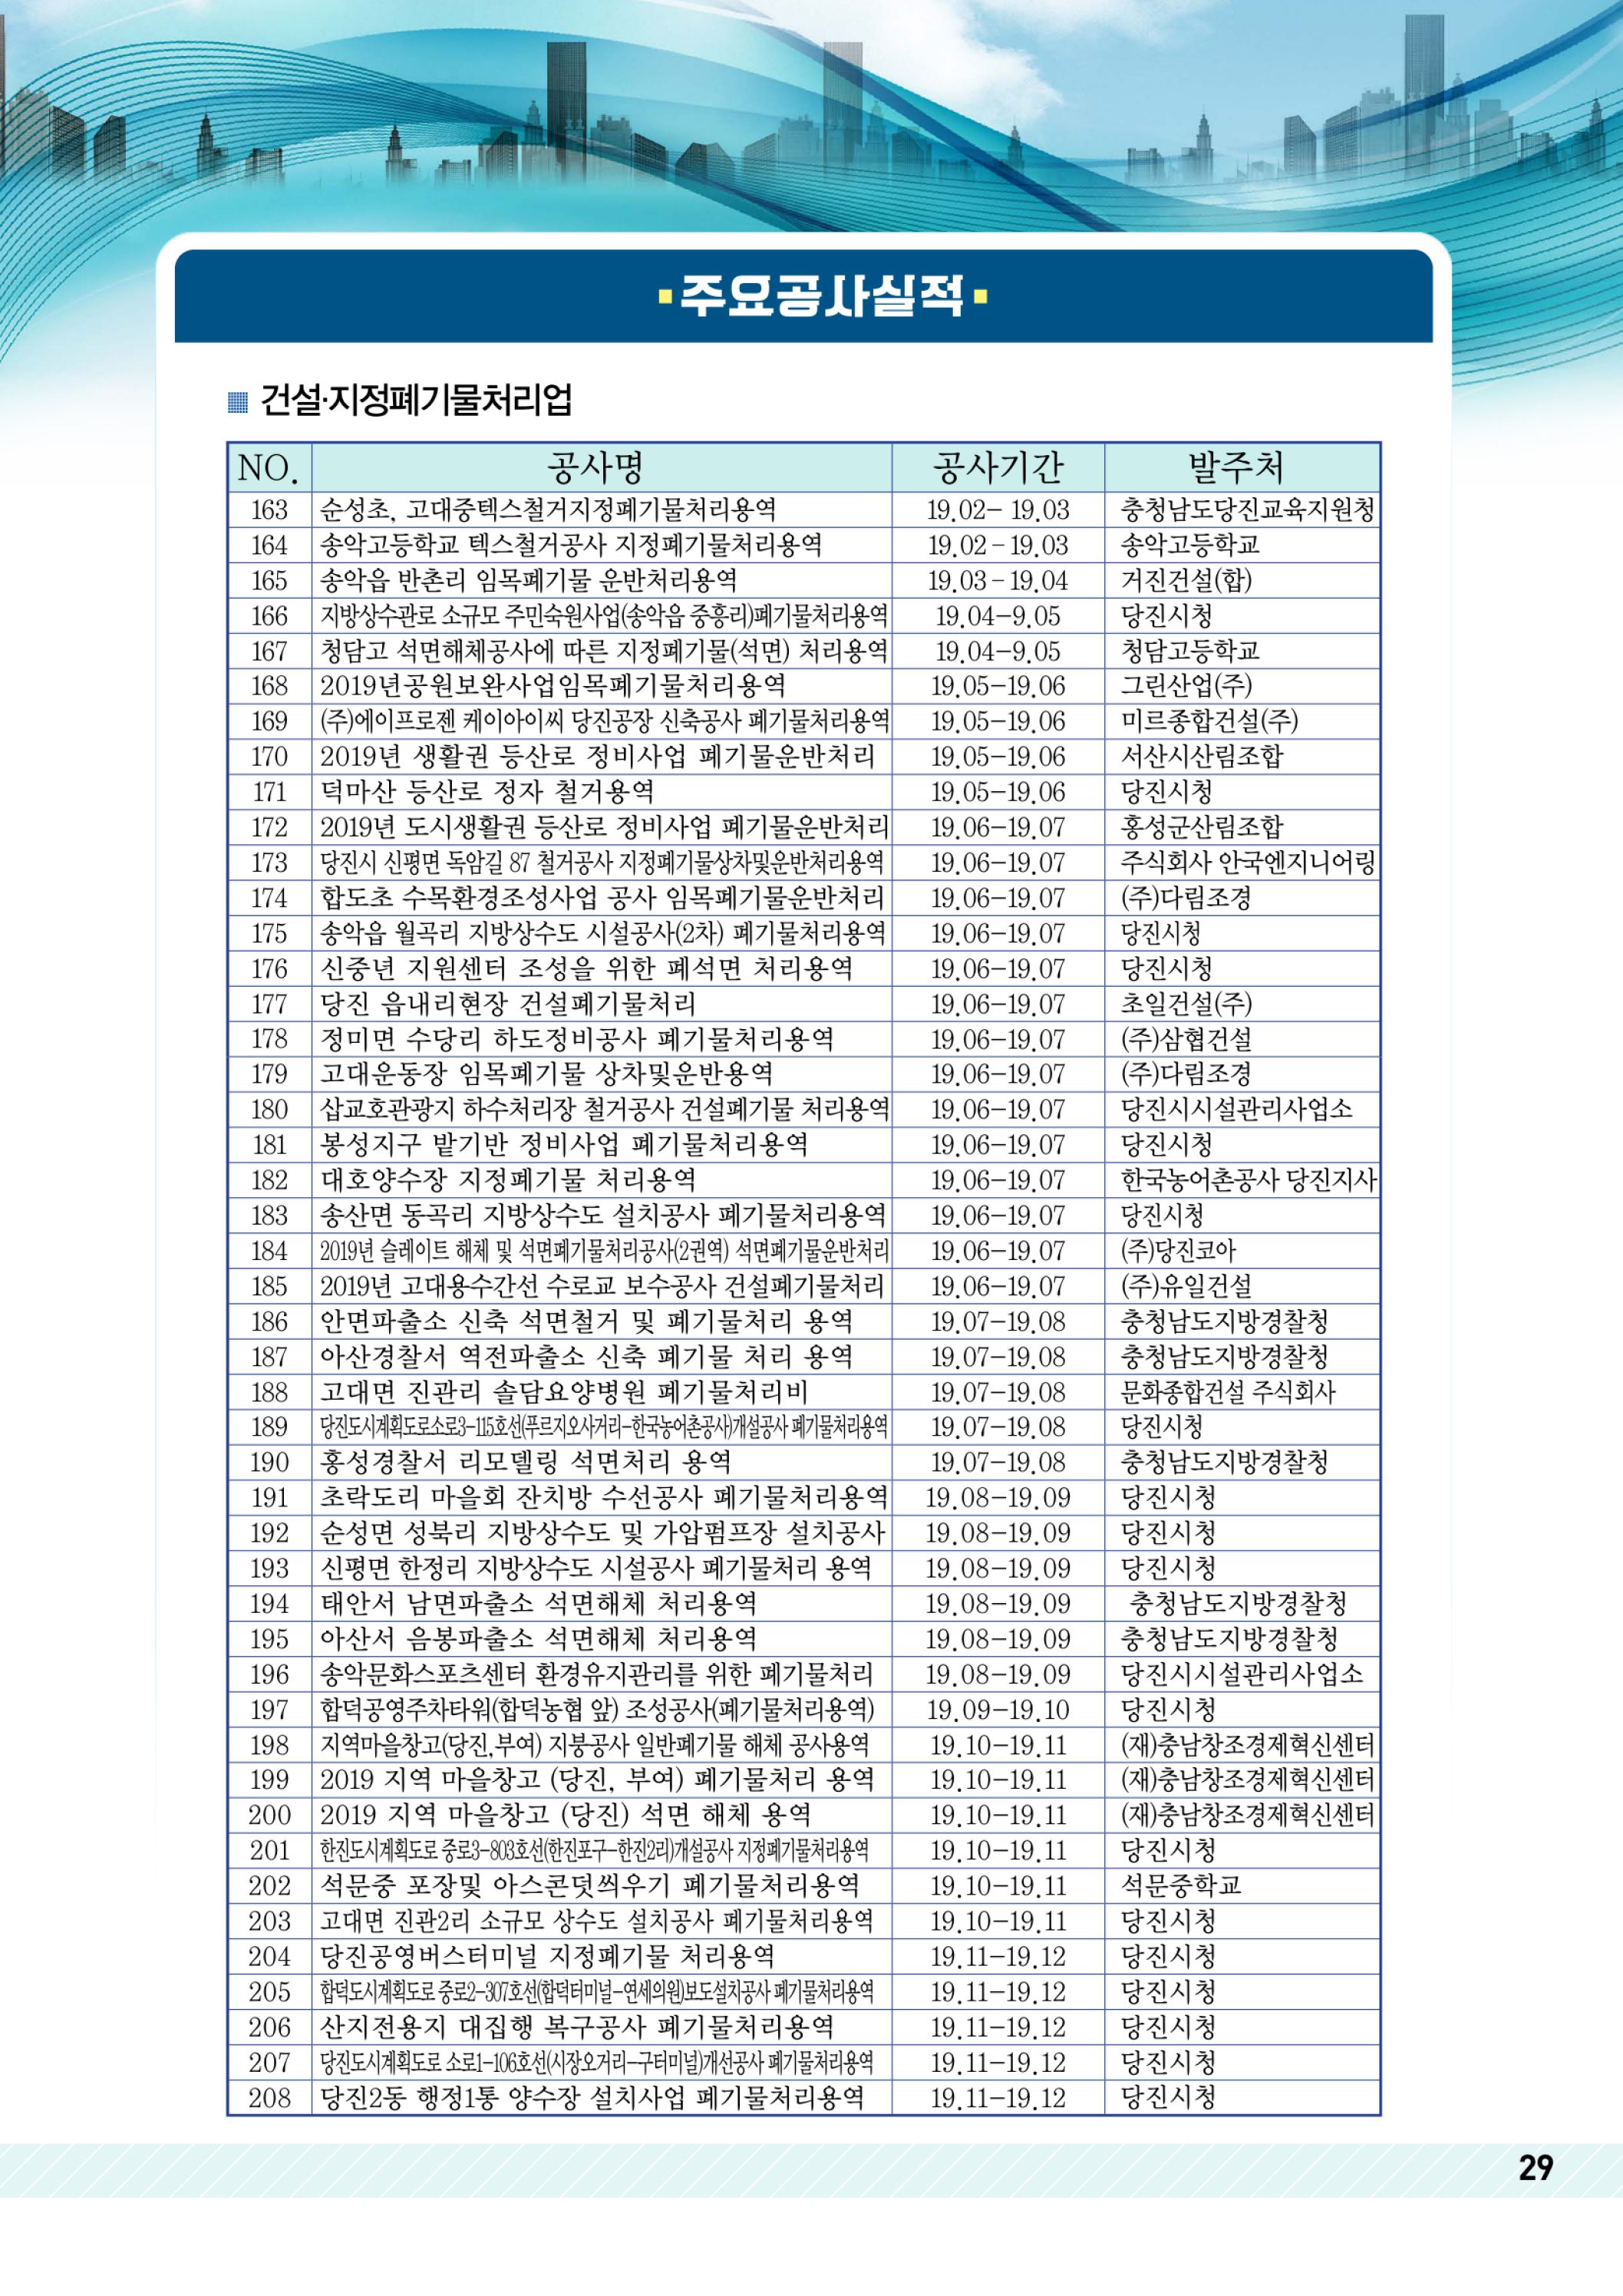 주요공사실적
건설·지정폐기물처리업
NO. 공사명 공사기간 발주처
163 순성초, 고대중텍스철거지정폐기물처리용역 19.02- 19.03 충청남도당진교육지원청
164 송악고등학교 텍스철거공사 지정폐기물처리용역 19.02-19.03 송악고등학교
165 송악읍 반촌리 임목폐기물 운반처리용역 19.03-19.04 거진건설(합)
166 지방상수관로 소규모 주민숙원사업(송악읍 중흥리)폐기물처리용역 19.04-9.05 당진시청
167 청담고 석면해체공사에 따른 지정폐기물(석면) 처리용역 19.04-9.05 청담고등학교
168 2019년공원보완사업임목폐기물처리용역 19.05-19.06 그린산업(주)
169 (주)에이프로젠 케이아이씨 당진공장 신축공사 폐기물처리용역 19.05-19.06 미르종합건설(주)
170 2019년 생활권 등산로 정비사업 폐기물운반처리 19.05-19.06 서산시산림조합
171 덕마산 등산로 정자 철거용역 19.05-19.06 당진시청
172 2019년 도시생활권 등산로 정비사업 폐기물운반처리 19.06-19.07 홍성군산림조합
173 당진시 신평면 독암길 87 철거공사 지정폐기물상차및운반처리용역 19.06-19.07 주식회사 안국엔지니어링
174 합도초 수목환경조성사업 공사 임목폐기물운반처리 19.06-19.07 (주)다림조경
175 송악읍 월곡리 지방상수도 시설공사(2차) 폐기물처리용역 19.06-19.07 당진시청
176 신중년 지원센터 조성을 위한 폐석면 처리용역 19.06-19.07 당진시청
177 당진 읍내리현장 건설폐기물처리 19.06-19.07 초일건설(주)
178 정미면 수당리 하도정비공사 폐기물처리용역 19.06-19.07 (주)삼협건설
179 고대운동장 임목폐기물 상차및운반용역 19.06-19.07 (주)다림조경
180 삽교호관광지 하수처리장 철거공사 건설폐기물 처리용역 19.06-19.07 당진시시설관리사업소
181 봉성지구 밭기반 정비사업 폐기물처리용역 19.06-19.07 당진시청
182 대호양수장 지정폐기물 처리용역 19.06-19.07 한국농어촌공사 당진지사
183 송산면 동곡리 지방상수도 설치공사 폐기물처리용역 19.06-19.07 당진시청
184 2019년 슬레이트 해체 및 석면폐기물처리공사(2권역) 석면폐기물운반처리 19.06-19.07 (주)당진코아
185 2019년 고대용수간선 수로교 보수공사 건설폐기물처리 19.06-19.07 (주)유일건설
186 안면파출소 신축 석면철거 및 폐기물처리 용역 19.07-19.08 충청남도지방경찰청
187 아산경찰서 역전파출소 신축 폐기물 처리 용역 19.07-19.08 충청남도지방경찰청
188 고대면 진관리 솔담요양병원 폐기물처리비 19.07-19.08 문화종합건설 주식회사
189 당진도시계획도로소로3-115호선(푸르지오사거리-한국농어촌공사)개설공사 폐기물처리용역 19.07-19.08 당진시청
190 홍성경찰서 리모델링 석면처리 용역 19.07-19.08 충청남도지방경찰청
191 초락도리 마을회 잔치방 수선공사 폐기물처리용역 19.08-19.09 당진시청
192 순성면 성북리 지방상수도 및 가압펌프장 설치공사 19.08-19.09 당진시청
193 신평면 한정리 지방상수도 시설공사 폐기물처리 용역 19.08-19.09 당진시청
194 태안서 남면파출소 석면해체 처리용역 19.08-19.09 충청남도지방경찰청
195 아산서 음봉파출소 석면해체 처리용역 19.08-19.09 충청남도지방경찰청
196 송악문화스포츠센터 환경유지관리를 위한 폐기물처리 19.08-19.09 당진시시설관리사업소
197 합덕공영주차타워(합덕농협 앞) 조성공사(폐기물처리용역) 19.09-19.10 당진시청
198 지역마을창고(당진,부여) 지붕공사 일반폐기물 해체 공사용역 19.10-19.11 (재)충남창조경제혁신센터
199 2019 지역 마을창고 (당진, 부여) 폐기물처리 용역 19.10-19.11 (재)충남창조경제혁신센터
200 2019 지역 마을창고 (당진) 석면 해체 용역 19.10-19.11 (재)충남창조경제혁신센터
201 한진도시계획도로 중로3-803호선(한진포구-한진2리)개설공사 지정폐기물처리용역 19.10-19.11 당진시청
202 석문중 포장및 아스콘덧씌우기 폐기물처리용역 19.10-19.11 석문중학교
203 고대면 진관2리 소규모 상수도 설치공사 폐기물처리용역 19.10-19.11 당진시청
204 당진공영버스터미널 지정폐기물 처리용역 19.11-19.12 당진시청
205 합덕도시계획도로 중로2-307호선(합덕터미널-연세의원)보도설치공사 폐기물처리용역 19.11-19.12 당진시청
206 산지전용지 대집행 복구공사 폐기물처리용역 19.11-19.12 당진시청
207 당진도시계획도로 소로1-106호선(시장오거리-구터미널)개선공사 폐기물처리용역 19.11-19.12 당진시청
208 당진2동 행정1통 양수장 설치사업 폐기물처리용역 19.11-19.12 당진시청
29